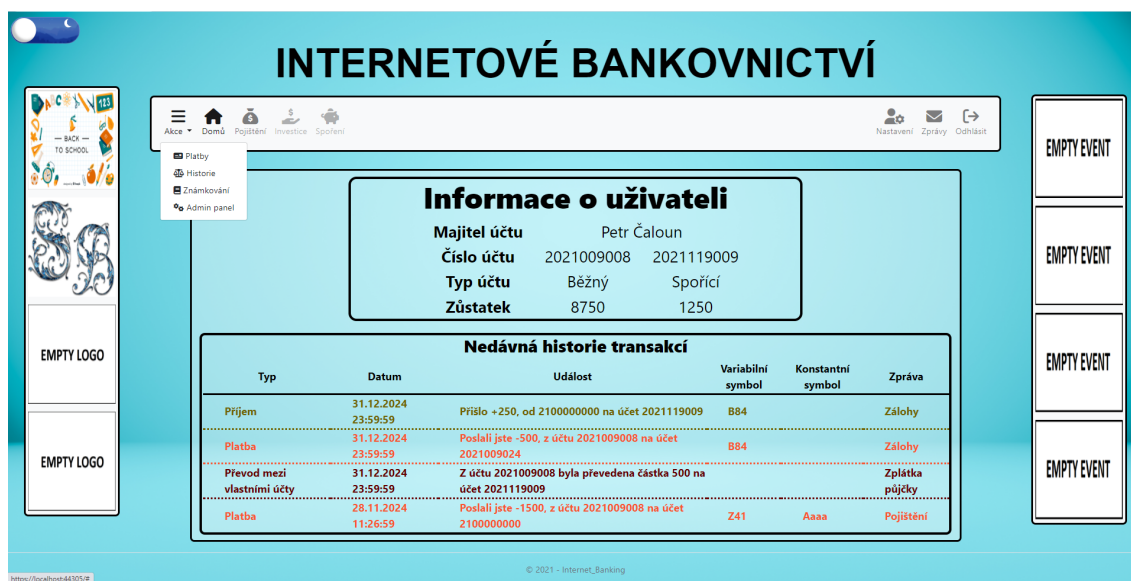 INTERNETOVÉ BANKOVNICTVÍ
ABC 123
BACK
TO SCHOOL
SB
EMPTY LOGO
EMPTY LOGO
Akce Domů Pojištění Investice Spoření Nastavení Zprávy Odhlásit
Platby
Historie
Známkování
Admin panel
Informace o uživateli
Majitel účtu Petr Čaloun
Číslo účtu 2021009008 2021119009
Typ účtu Běžný Spořící
Zůstatek 8750 1250
Nedávná historie transakcí
Typ Datum Událost Variabilní symbol Konstantní symbol Zpráva
Příjem 31.12.2024 23:59:59 Přišlo +250, od 2100000000 na účet 2021119009 B84 Zálohy
Platba 31.12.2024 23:59:59 Poslali jste -500, z účtu 2021009008 na účet 2021009024 B84 Zálohy
Převod mezi vlastními účty 31.12.2024 23:59:59 Z účtu 2021009008 byla převedena částka 500 na účet 2021119009 Zplátka půjčky
Platba 28.11.2024 11:26:59 Poslali jste -1500, z účtu 2021009008 na účet 2100000000 Z41 Aaaa Pojištění
EMPTY EVENT
EMPTY EVENT
EMPTY EVENT
EMPTY EVENT
© 2021 - Internet_Banking
https://localhost:44305/#